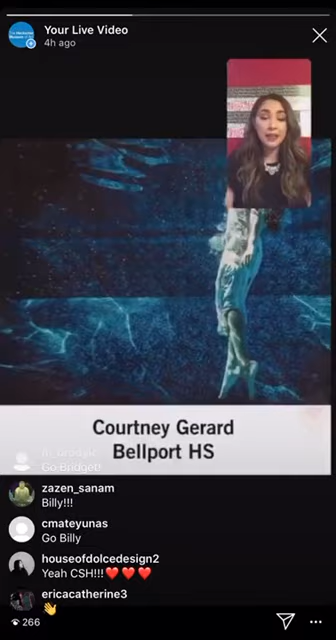 Your Live Video
4h ago
Courtney Gerard
Bellport HS
Go Bridget!
zazen_sanam
Billy!!!
cmateyunas
Go Billy
houseofdolcedesign2
Yeah CSH!!!❤️❤️❤️
ericacatherine3
👋
266